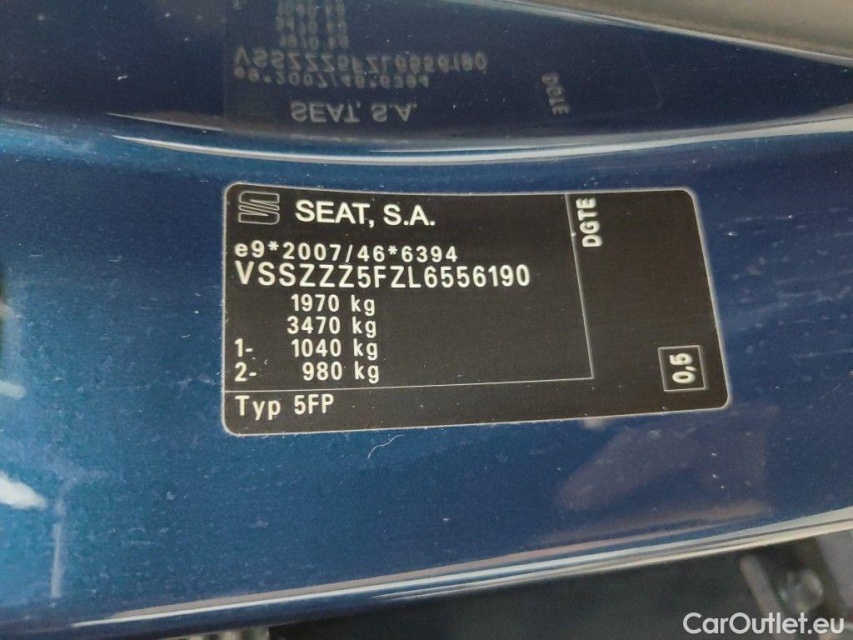 SEAT, S.A.
e9*2007/46*6394
VSSZZZ5FZL6556190
1970 kg
3470 kg
1- 1040 kg
2- 980 kg
Typ 5FP
DGTE
0,5
CarOutlet.eu